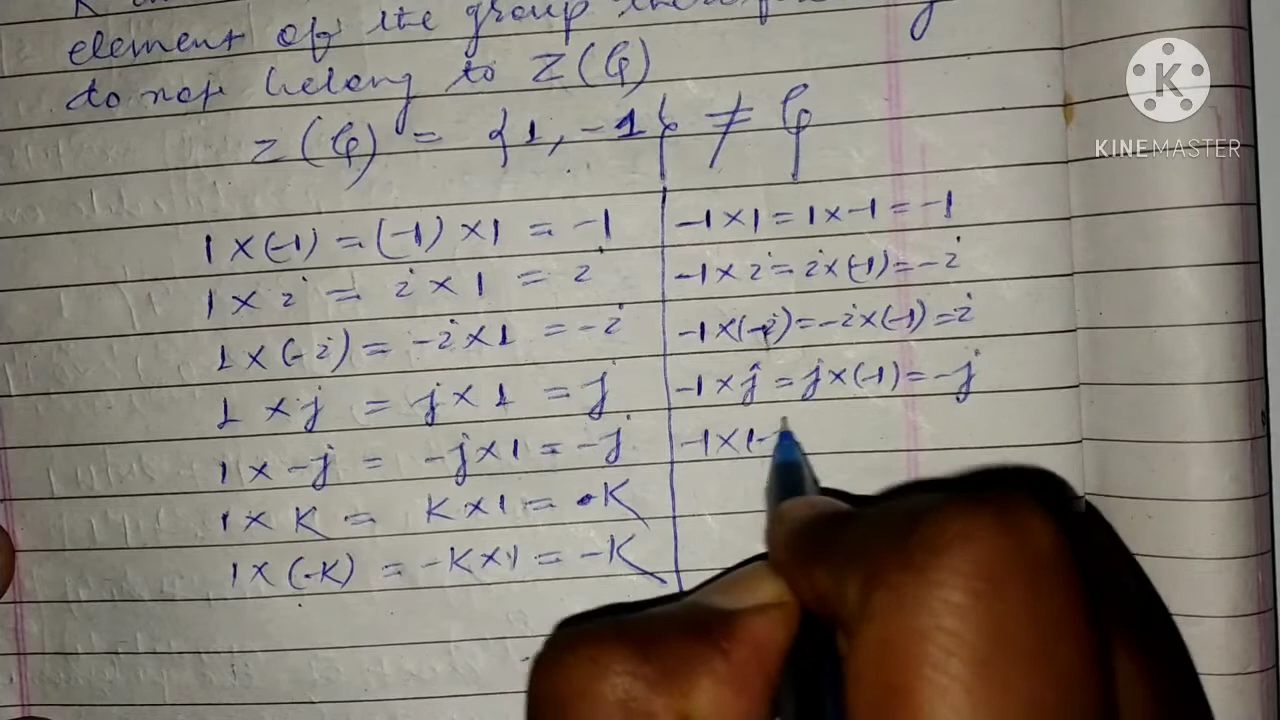 element of the group
do not belong to Z(G)
Z(G) = {1, -1} ≠ G
1 × (-1) = (-1) × 1 = -1
1 × i = i × 1 = i
1 × (-i) = -i × 1 = -i
1 × j = j × 1 = j
1 × -j = -j × 1 = -j
1 × K = K × 1 = K
1 × (-K) = -K × 1 = -K
-1 × 1 = 1 × -1 = -1
-1 × i = i × (-1) = -i
-1 × (-i) = -i × (-1) = i
-1 × j = j × (-1) = -j
-1 × (-
K
KINEMASTER